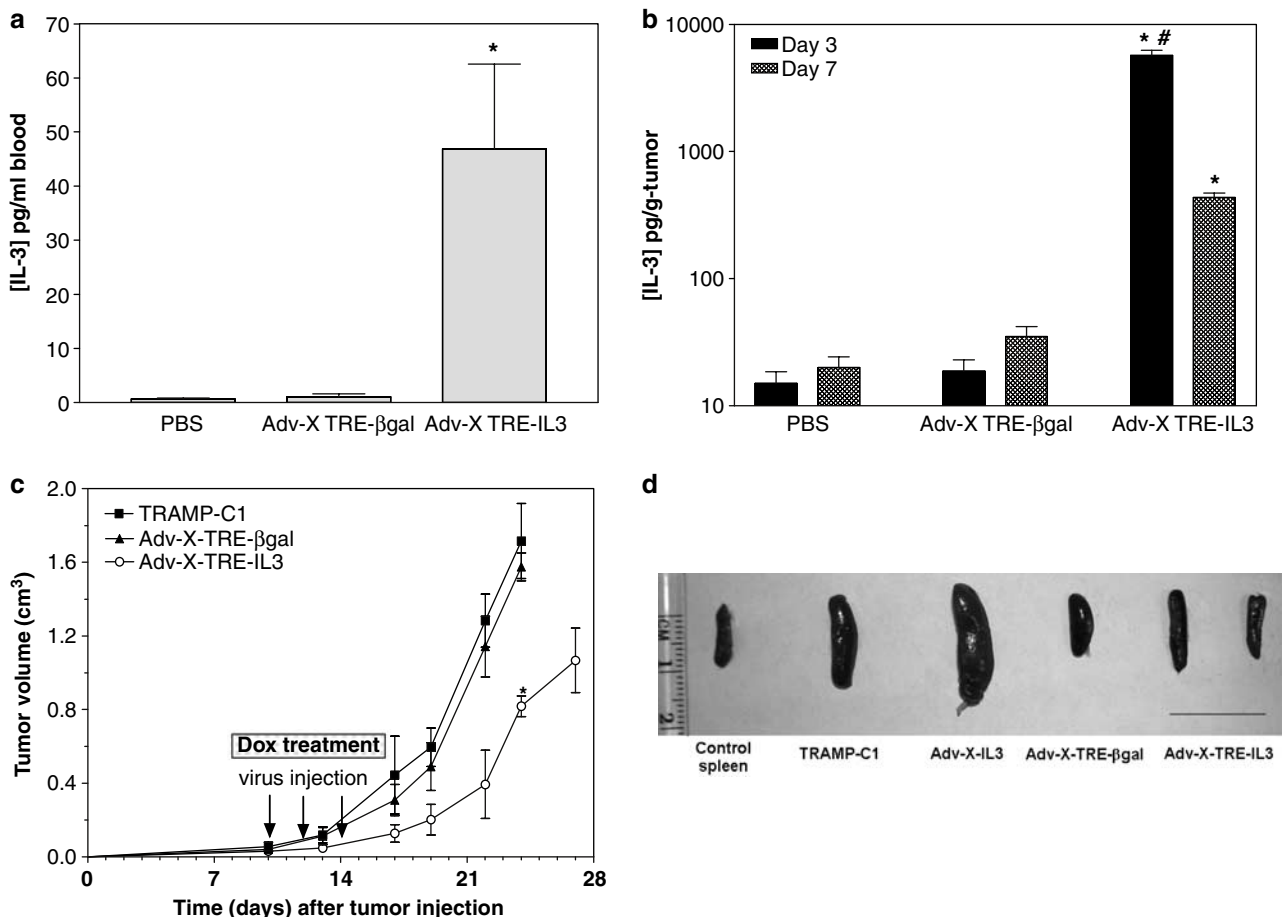 a
70
60
50
40
30
20
10
0
[IL-3] pg/ml blood
*
PBS
Adv-X TRE-βgal
Adv-X TRE-IL3
b
10000
1000
100
10
[IL-3] pg/g-tumor
Day 3
Day 7
* #
*
PBS
Adv-X TRE-βgal
Adv-X TRE-IL3
c
2.0
1.6
1.2
0.8
0.4
0.0
Tumor volume (cm³)
TRAMP-C1
Adv-X-TRE-βgal
Adv-X-TRE-IL3
Dox treatment
virus injection
*
0 7 14 21 28
Time (days) after tumor injection
d
CM
1
2
Control
spleen
TRAMP-C1
Adv-X-IL3
Adv-X-TRE-βgal
Adv-X-TRE-IL3